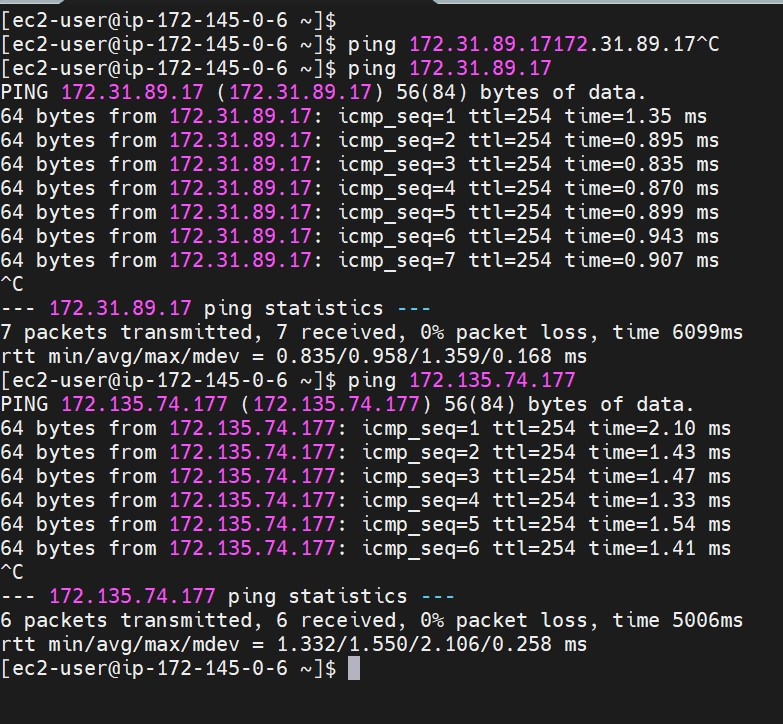 [ec2-user@ip-172-145-0-6 ~]$
[ec2-user@ip-172-145-0-6 ~]$ ping 172.31.89.17172.31.89.17^C
[ec2-user@ip-172-145-0-6 ~]$ ping 172.31.89.17
PING 172.31.89.17 (172.31.89.17) 56(84) bytes of data.
64 bytes from 172.31.89.17: icmp_seq=1 ttl=254 time=1.35 ms
64 bytes from 172.31.89.17: icmp_seq=2 ttl=254 time=0.895 ms
64 bytes from 172.31.89.17: icmp_seq=3 ttl=254 time=0.835 ms
64 bytes from 172.31.89.17: icmp_seq=4 ttl=254 time=0.870 ms
64 bytes from 172.31.89.17: icmp_seq=5 ttl=254 time=0.899 ms
64 bytes from 172.31.89.17: icmp_seq=6 ttl=254 time=0.943 ms
64 bytes from 172.31.89.17: icmp_seq=7 ttl=254 time=0.907 ms
^C
--- 172.31.89.17 ping statistics ---
7 packets transmitted, 7 received, 0% packet loss, time 6099ms
rtt min/avg/max/mdev = 0.835/0.958/1.359/0.168 ms
[ec2-user@ip-172-145-0-6 ~]$ ping 172.135.74.177
PING 172.135.74.177 (172.135.74.177) 56(84) bytes of data.
64 bytes from 172.135.74.177: icmp_seq=1 ttl=254 time=2.10 ms
64 bytes from 172.135.74.177: icmp_seq=2 ttl=254 time=1.43 ms
64 bytes from 172.135.74.177: icmp_seq=3 ttl=254 time=1.47 ms
64 bytes from 172.135.74.177: icmp_seq=4 ttl=254 time=1.33 ms
64 bytes from 172.135.74.177: icmp_seq=5 ttl=254 time=1.54 ms
64 bytes from 172.135.74.177: icmp_seq=6 ttl=254 time=1.41 ms
^C
--- 172.135.74.177 ping statistics ---
6 packets transmitted, 6 received, 0% packet loss, time 5006ms
rtt min/avg/max/mdev = 1.332/1.550/2.106/0.258 ms
[ec2-user@ip-172-145-0-6 ~]$